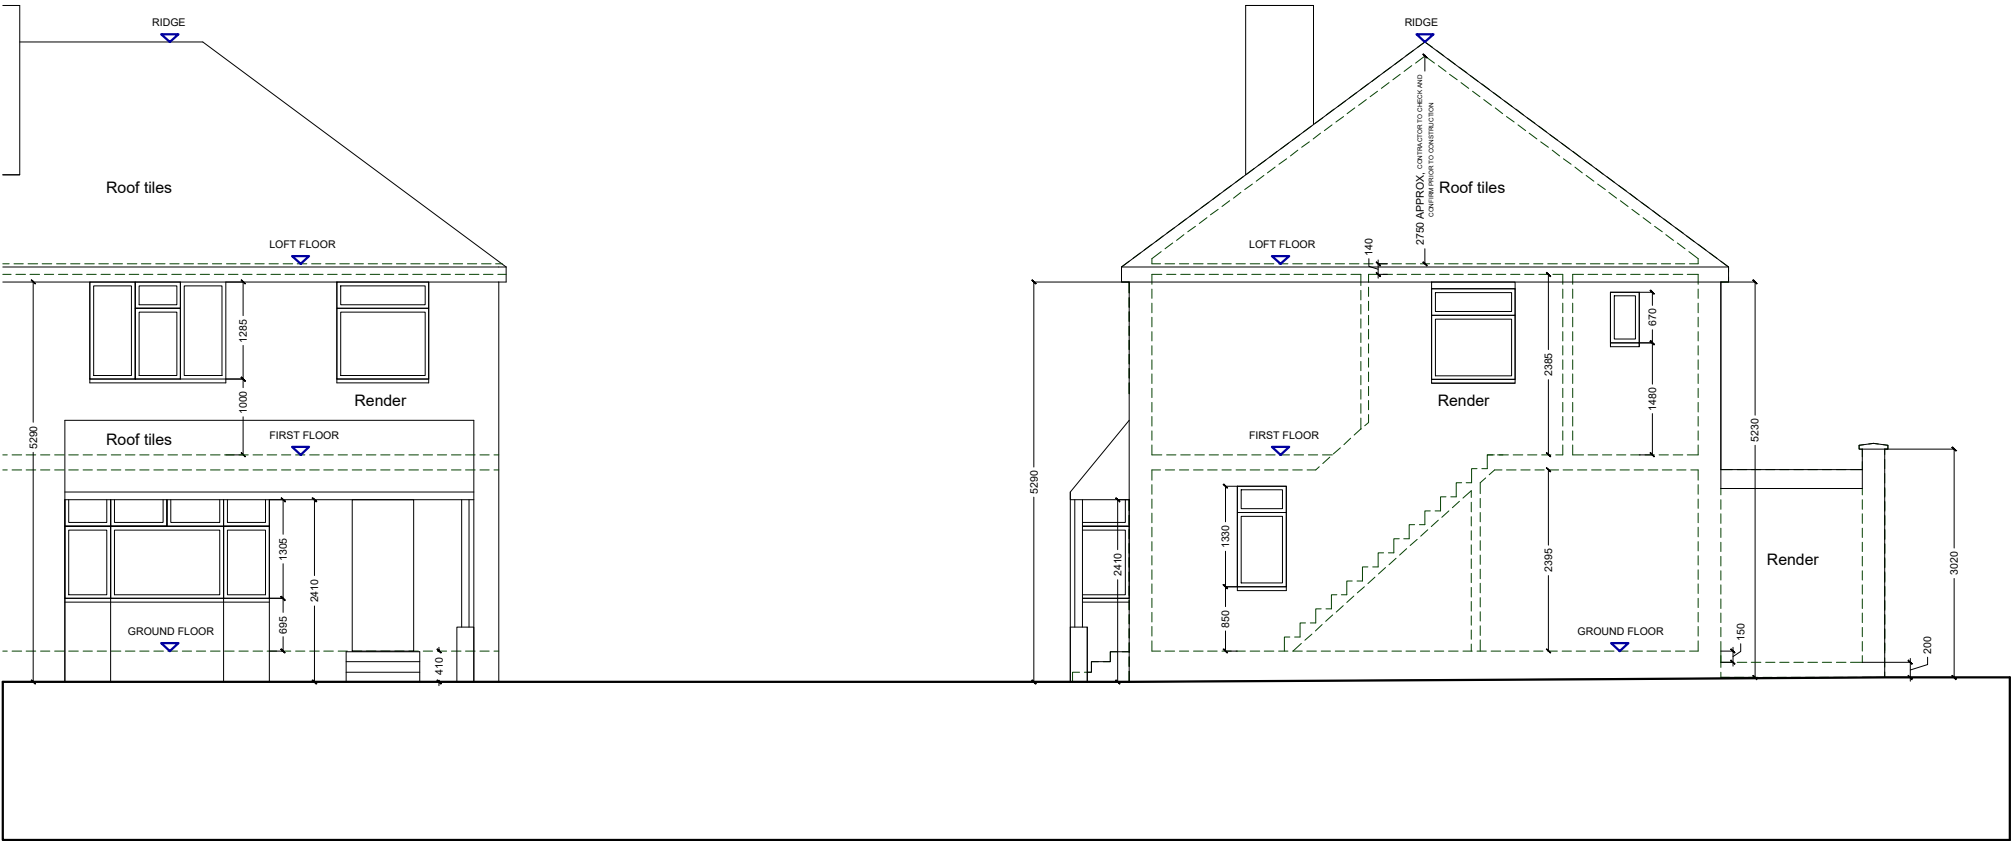 RIDGE
Roof tiles
LOFT FLOOR
1285
1000
Render
5290
Roof tiles
FIRST FLOOR
1305
2410
695
GROUND FLOOR
410
RIDGE
2750 APPROX, CONTRACTOR TO CHECK AND
CONFIRM PRIOR TO CONSTRUCTION
Roof tiles
LOFT FLOOR
140
670
2385
1480
Render
5230
FIRST FLOOR
5290
1330
2410
2395
850
GROUND FLOOR
Render
3020
150
200